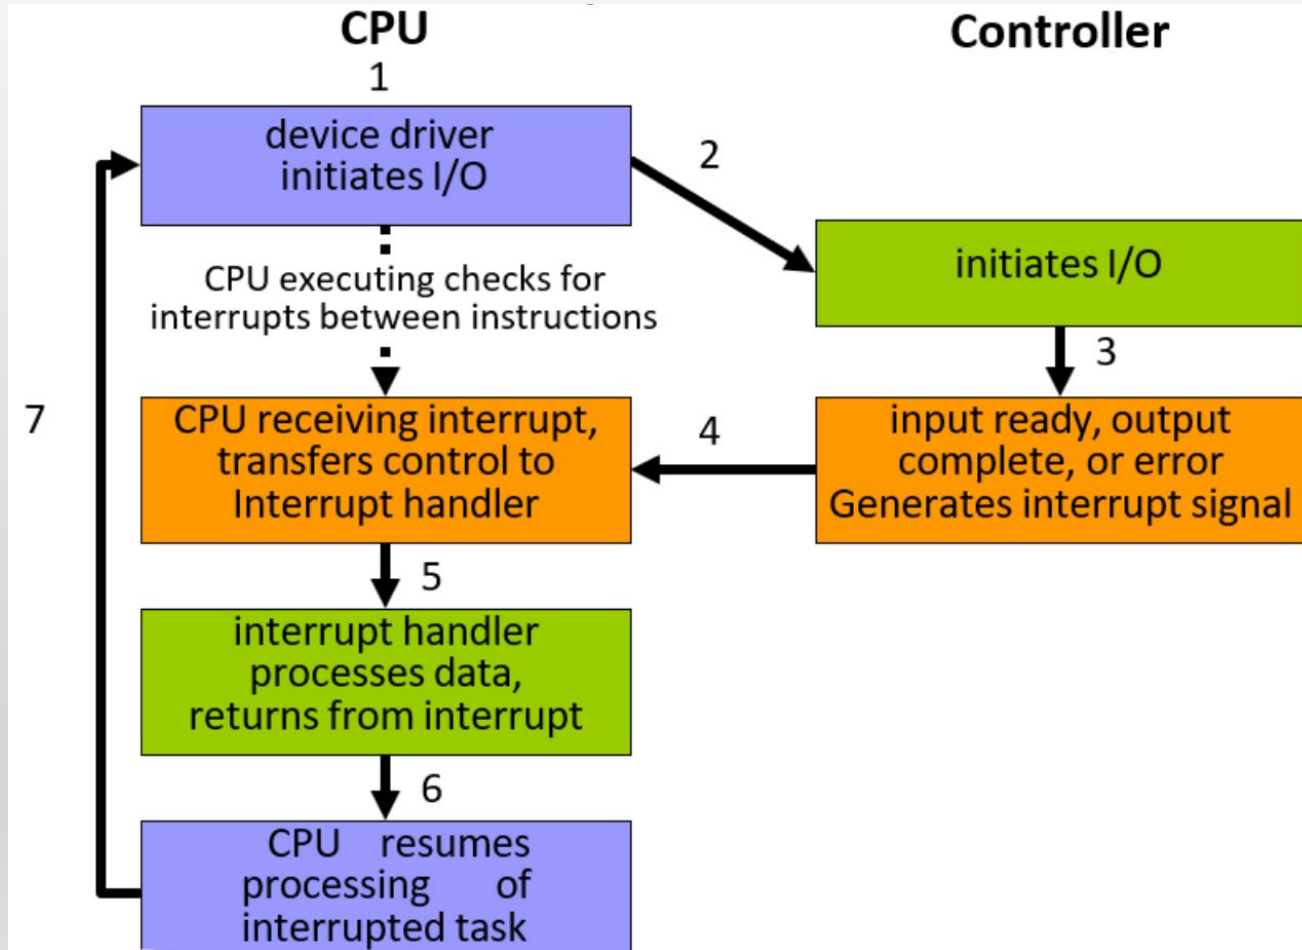 CPU
Controller
1
device driver
initiates I/O
2
initiates I/O
CPU executing checks for
interrupts between instructions
3
7
CPU receiving interrupt,
transfers control to
Interrupt handler
4
input ready, output
complete, or error
Generates interrupt signal
5
interrupt handler
processes data,
returns from interrupt
6
CPU resumes
processing of
interrupted task